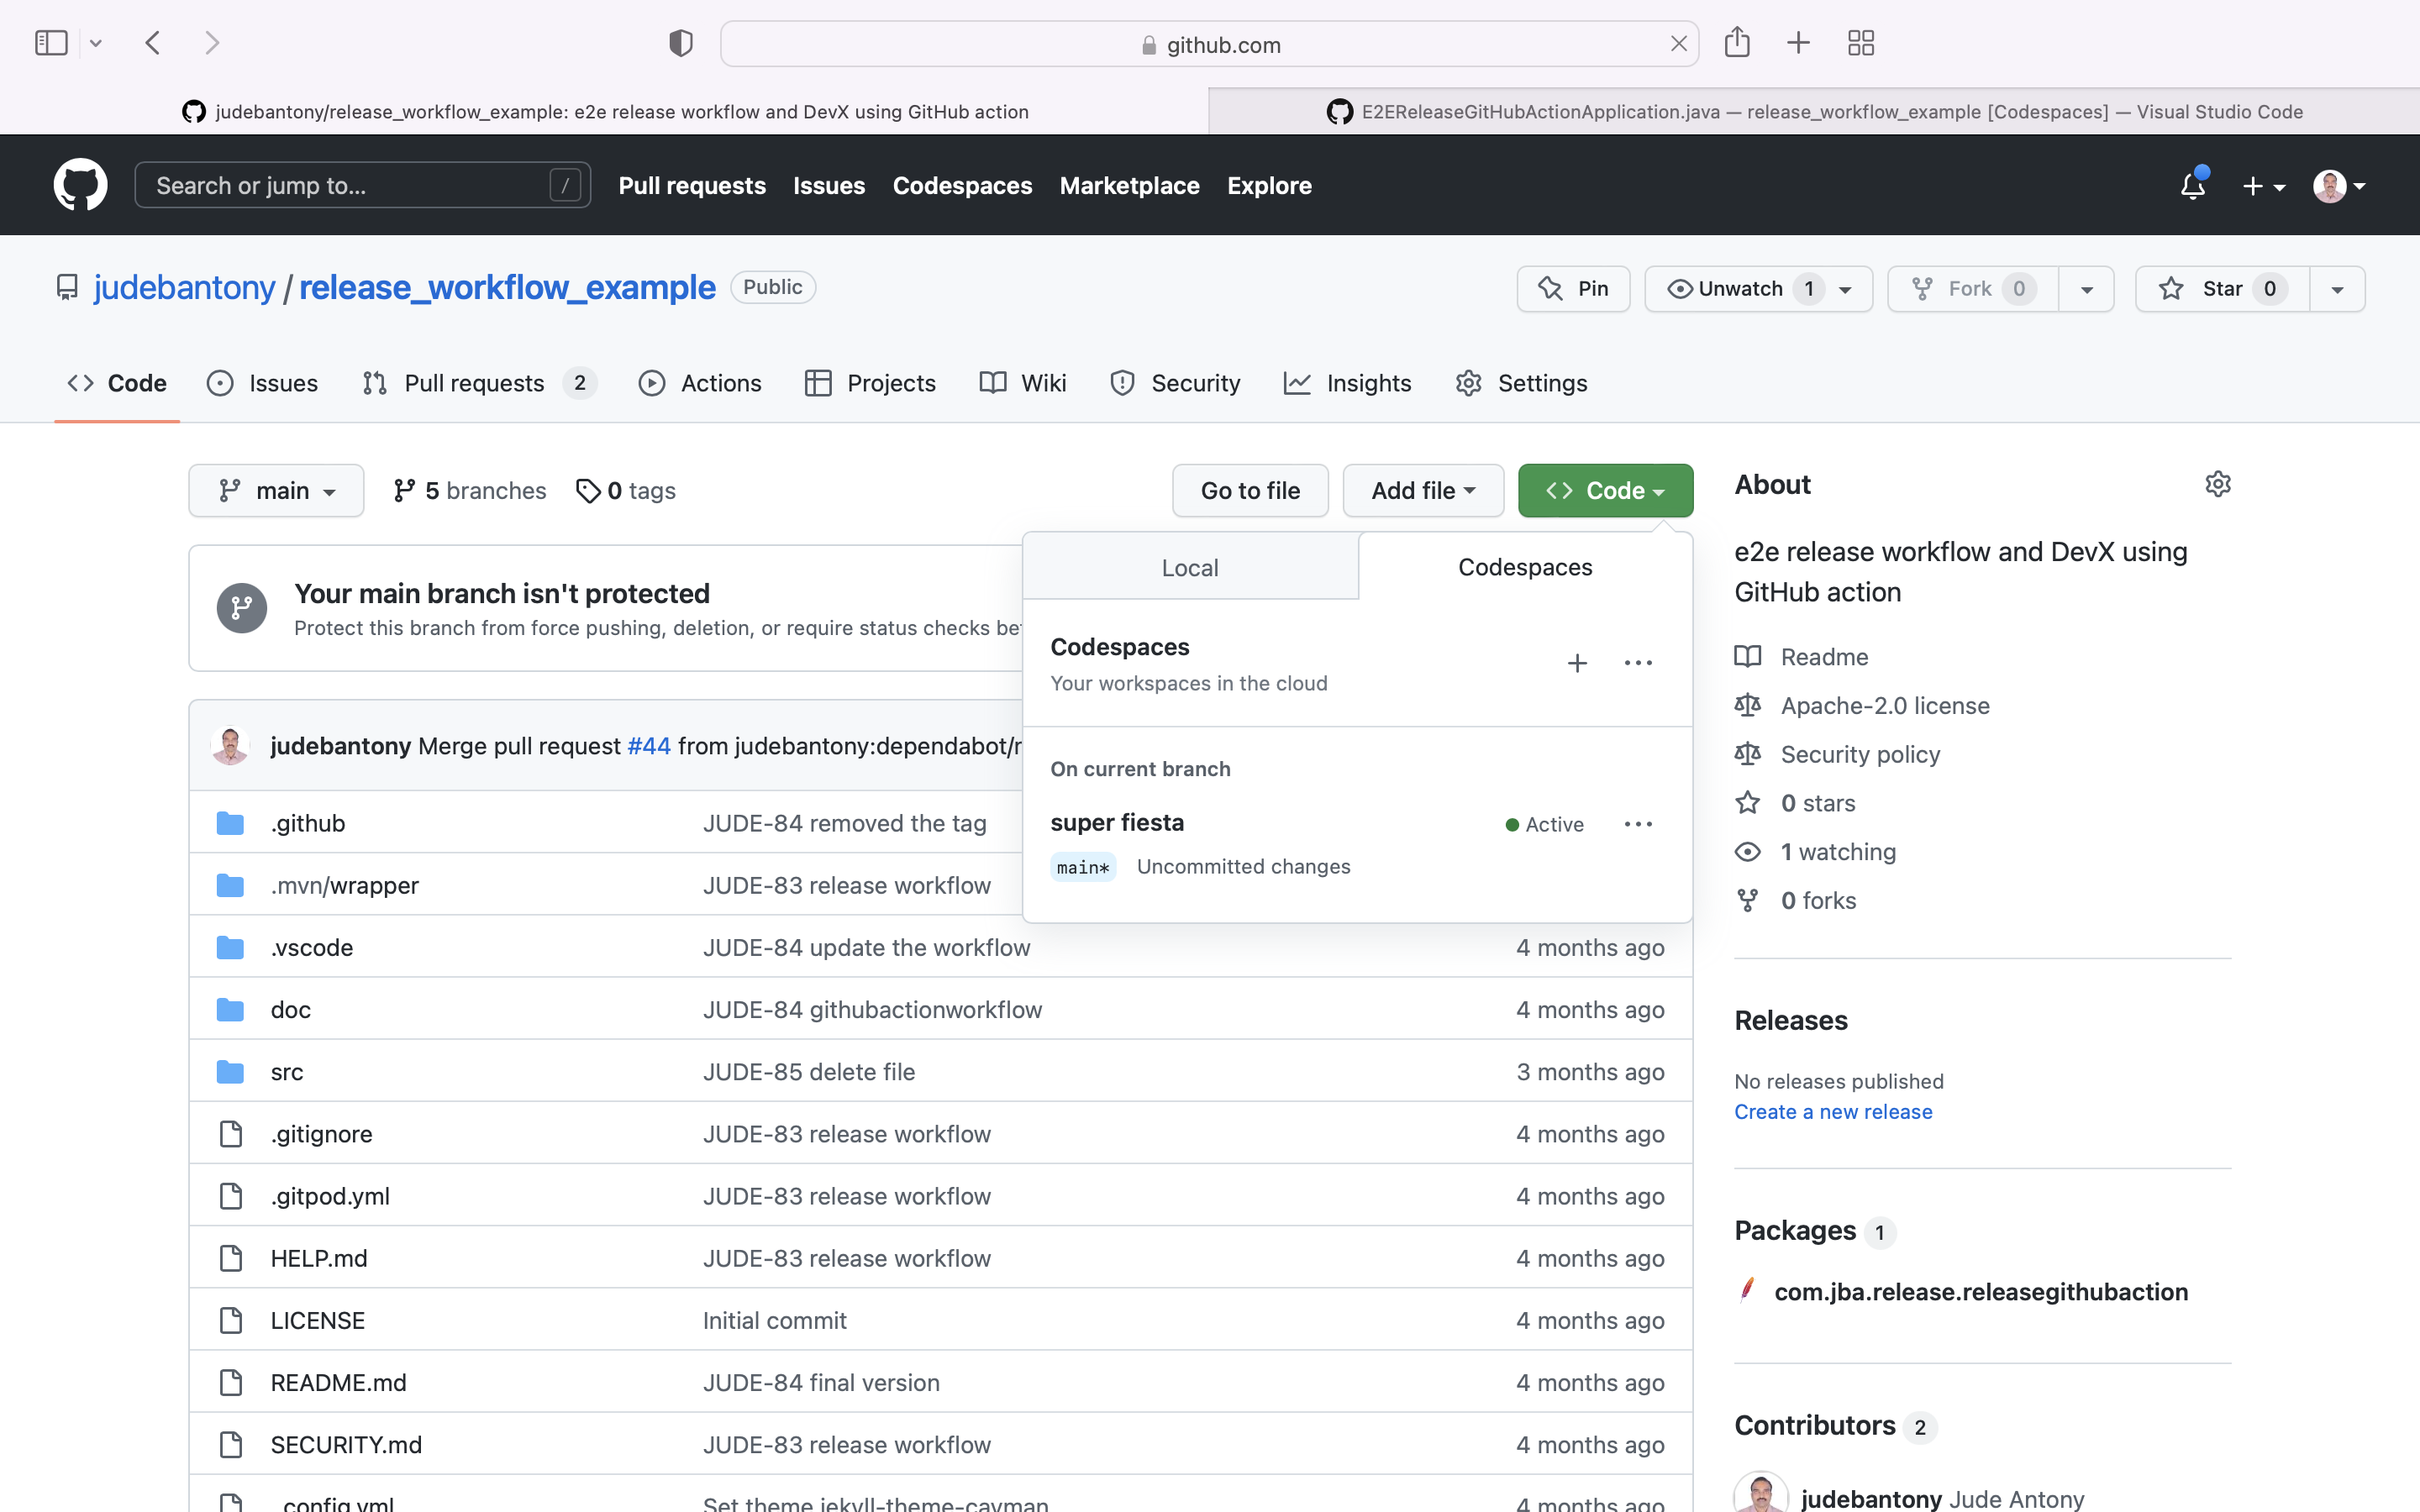 github.com
judebantony/release_workflow_example: e2e release workflow and DevX using GitHub action
E2EReleaseGitHubActionApplication.java — release_workflow_example [Codespaces] — Visual Studio Code
Search or jump to... /
Pull requests Issues Codespaces Marketplace Explore
judebantony / release_workflow_example Public
Pin Unwatch 1 Fork 0 Star 0
Code Issues Pull requests 2 Actions Projects Wiki Security Insights Settings
main 5 branches 0 tags
Go to file Add file Code
Your main branch isn't protected
Protect this branch from force pushing, deletion, or require status checks be
judebantony Merge pull request #44 from judebantony:dependabot/
Local Codespaces
Codespaces
Your workspaces in the cloud
On current branch
super fiesta Active
main* Uncommitted changes
.github JUDE-84 removed the tag
.mvn/wrapper JUDE-83 release workflow
.vscode JUDE-84 update the workflow 4 months ago
doc JUDE-84 githubactionworkflow 4 months ago
src JUDE-85 delete file 3 months ago
.gitignore JUDE-83 release workflow 4 months ago
.gitpod.yml JUDE-83 release workflow 4 months ago
HELP.md JUDE-83 release workflow 4 months ago
LICENSE Initial commit 4 months ago
README.md JUDE-84 final version 4 months ago
SECURITY.md JUDE-83 release workflow 4 months ago
_config.yml Set theme jekyll-theme-cayman 4 months ago
About
e2e release workflow and DevX using
GitHub action
Readme
Apache-2.0 license
Security policy
0 stars
1 watching
0 forks
Releases
No releases published
Create a new release
Packages 1
com.jba.release.releasegithubaction
Contributors 2
judebantony Jude Antony